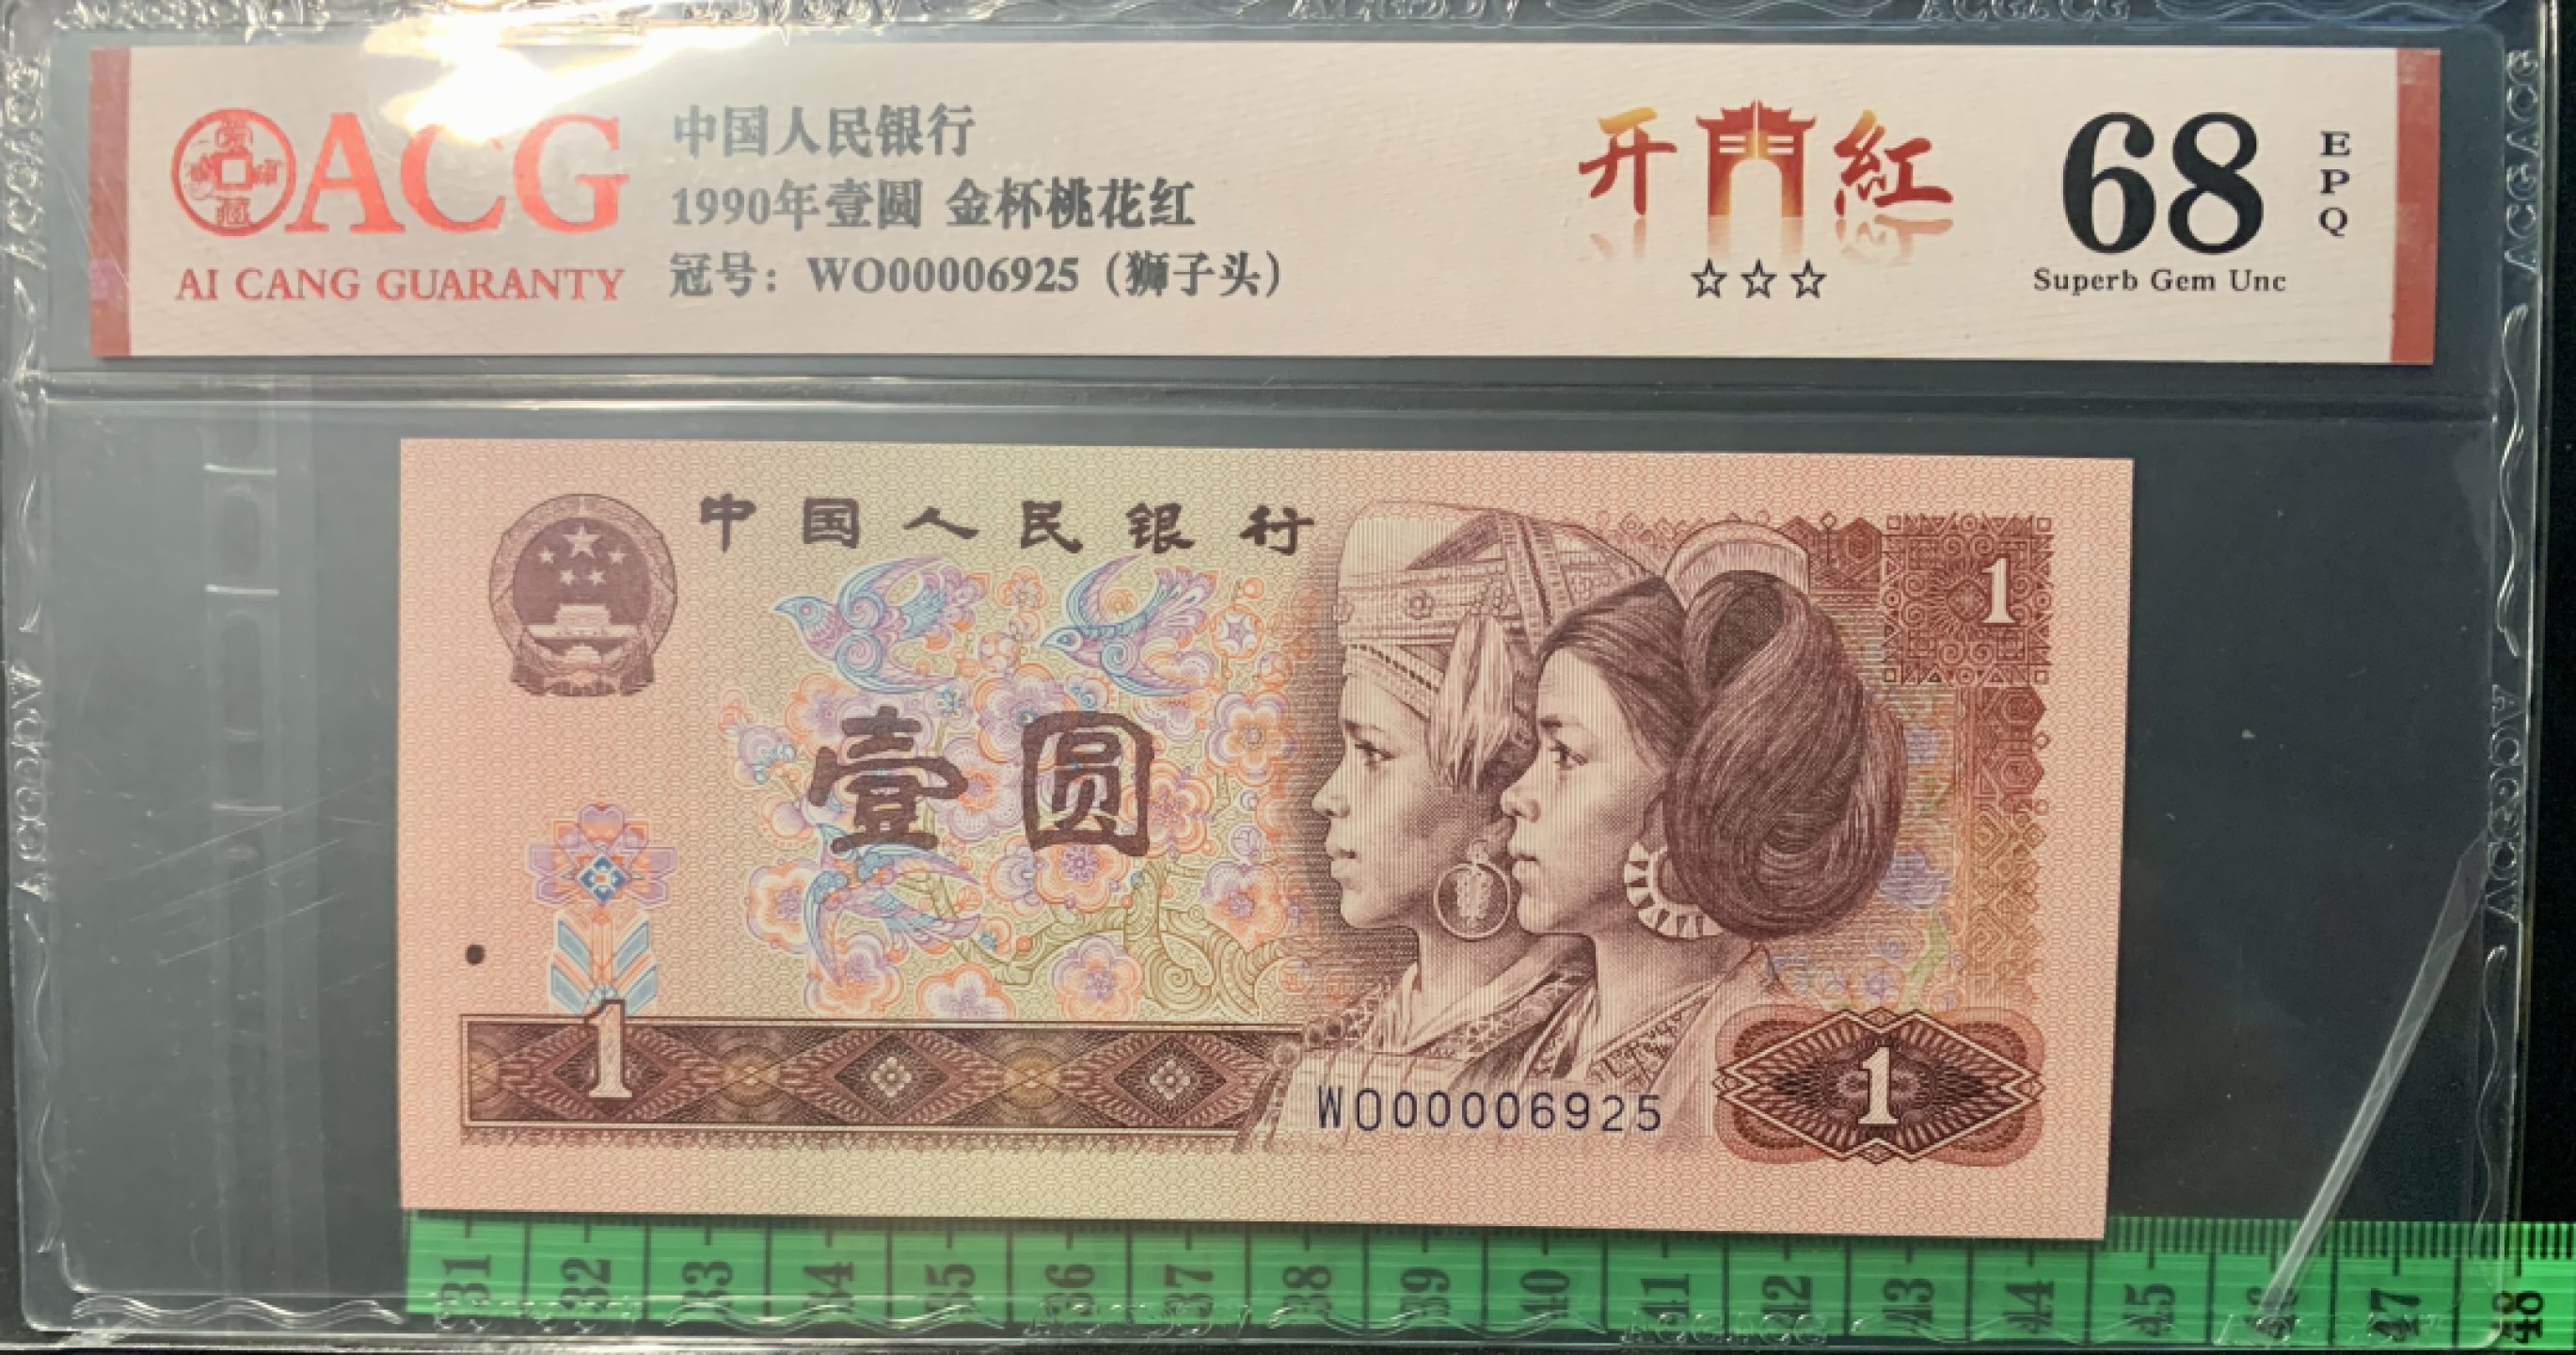 ACG
AI CANG GUARANTY
中国人民银行
1990年壹圆 金杯桃花红
冠号：WO00006925（狮子头）
开門紅
☆☆☆
68
EPQ
Superb Gem Unc
中国人民银行
1
壹圆
1
WO00006925
1
31 32 33 34 35 36 37 38 39 40 41 42 43 44 45 46 47 48